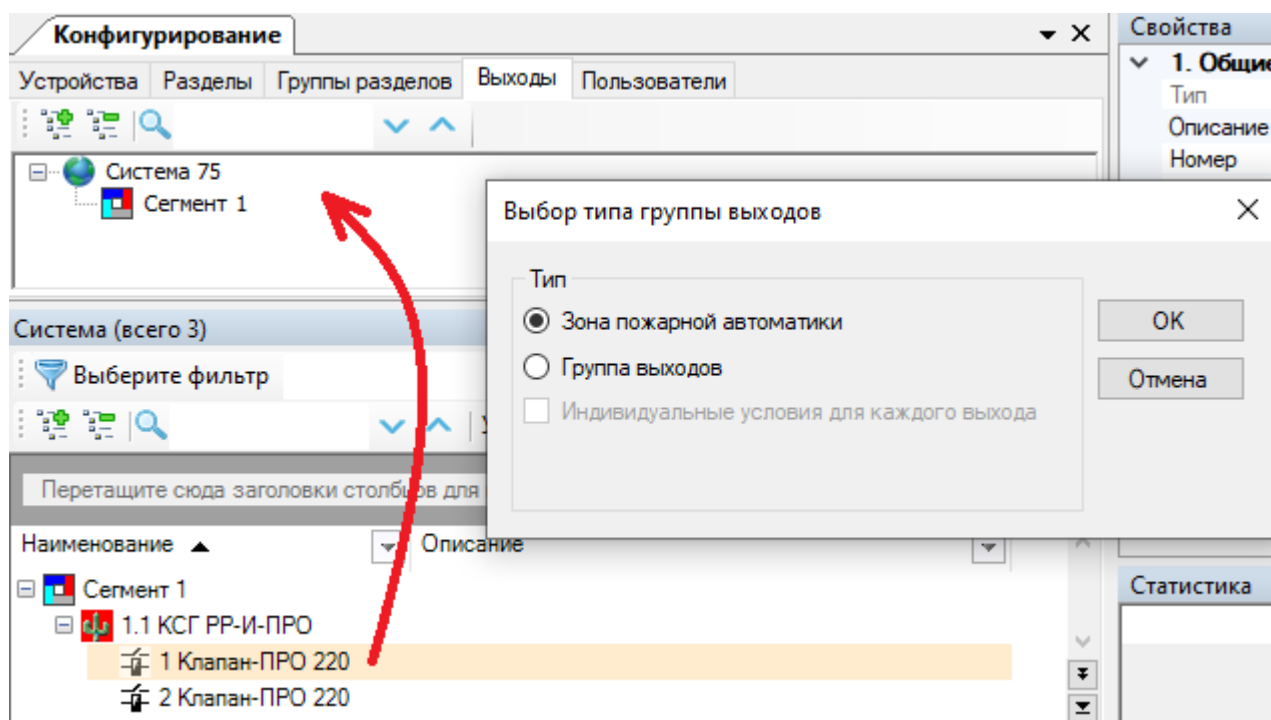 Конфигурирование
Устройства Разделы Группы разделов Выходы Пользователи
Система 75
Сегмент 1
Система (всего 3)
Выберите фильтр
Перетащите сюда заголовки столбцов для
Наименование Описание
Сегмент 1
1.1 КСГ РР-И-ПРО
1 Клапан-ПРО 220
2 Клапан-ПРО 220
Выбор типа группы выходов
Тип
Зона пожарной автоматики
Группа выходов
Индивидуальные условия для каждого выхода
ОК
Отмена
Свойства
1. Общие
Тип
Описание
Номер
Статистика